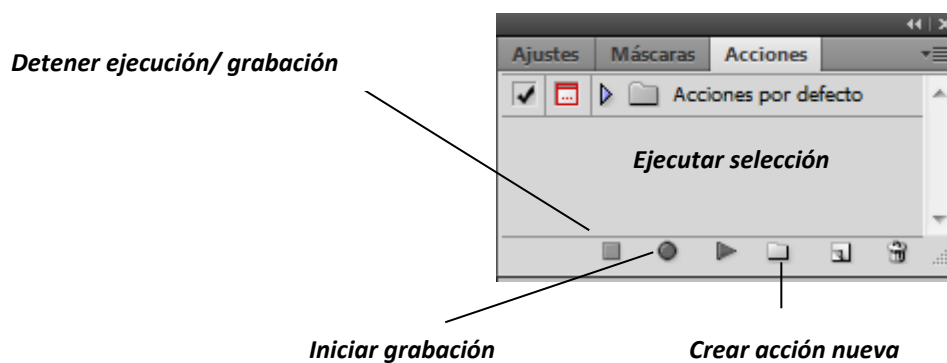 Detener ejecución/ grabación
Ajustes Máscaras Acciones
Acciones por defecto
Ejecutar selección
Iniciar grabación
Crear acción nueva